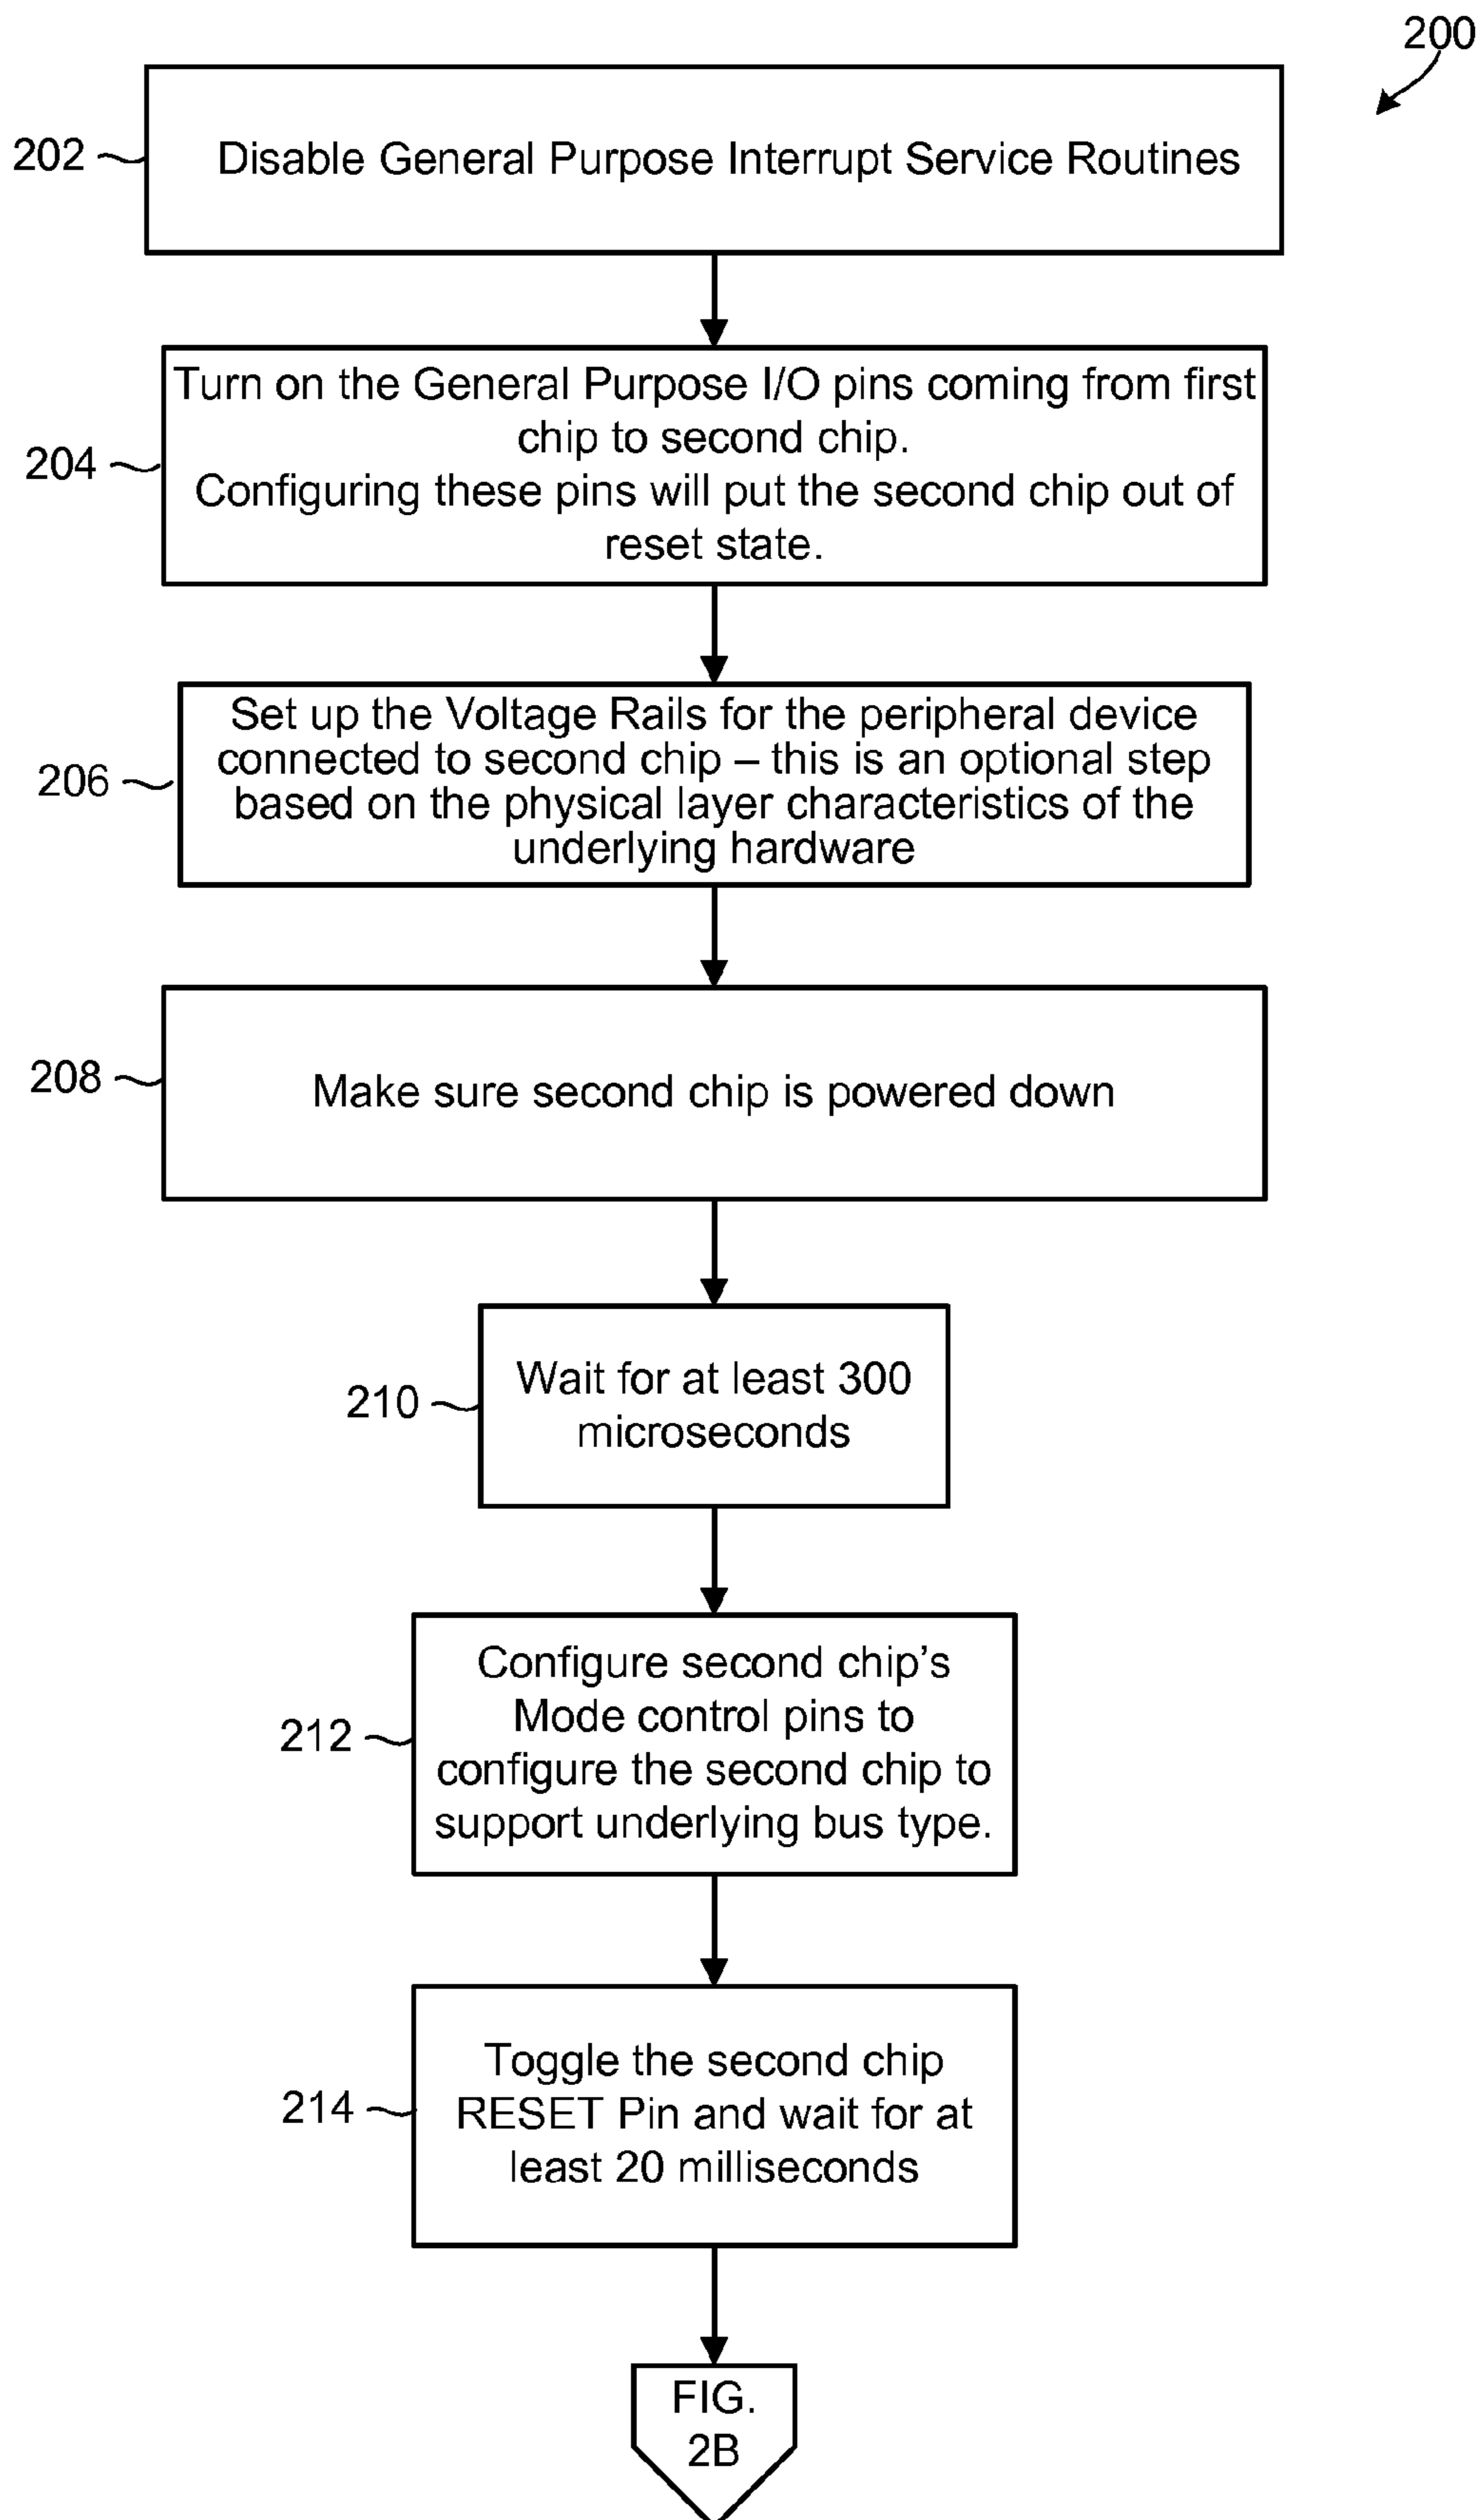 200
202
Disable General Purpose Interrupt Service Routines
204
Turn on the General Purpose I/O pins coming from first
chip to second chip.
Configuring these pins will put the second chip out of
reset state.
206
Set up the Voltage Rails for the peripheral device
connected to second chip – this is an optional step
based on the physical layer characteristics of the
underlying hardware
208
Make sure second chip is powered down
210
Wait for at least 300
microseconds
212
Configure second chip’s
Mode control pins to
configure the second chip to
support underlying bus type.
214
Toggle the second chip
RESET Pin and wait for at
least 20 milliseconds
FIG.
2B